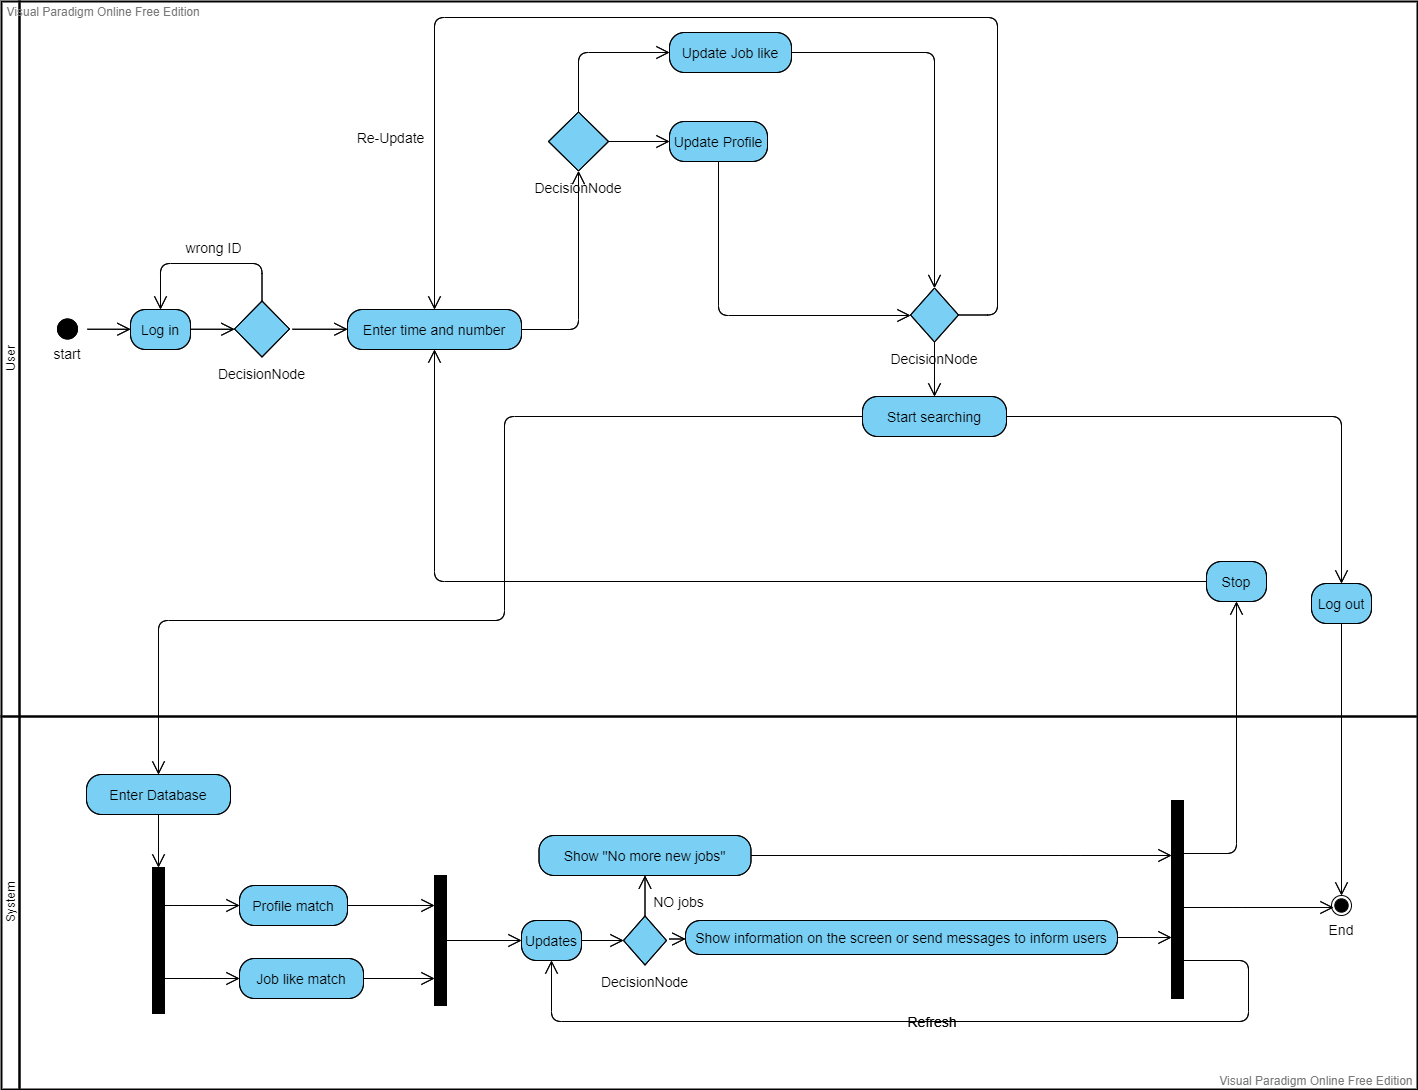 Visual Paradigm Online Free Edition
Update Job like
Re-Update
Update Profile
DecisionNode
wrong ID
Log in
Enter time and number
start
DecisionNode
DecisionNode
User
Start searching
Stop
Log out
Enter Database
Show "No more new jobs"
NO jobs
Profile match
System
Updates
Show information on the screen or send messages to inform users
End
Job like match
DecisionNode
Refresh
Visual Paradigm Online Free Edition